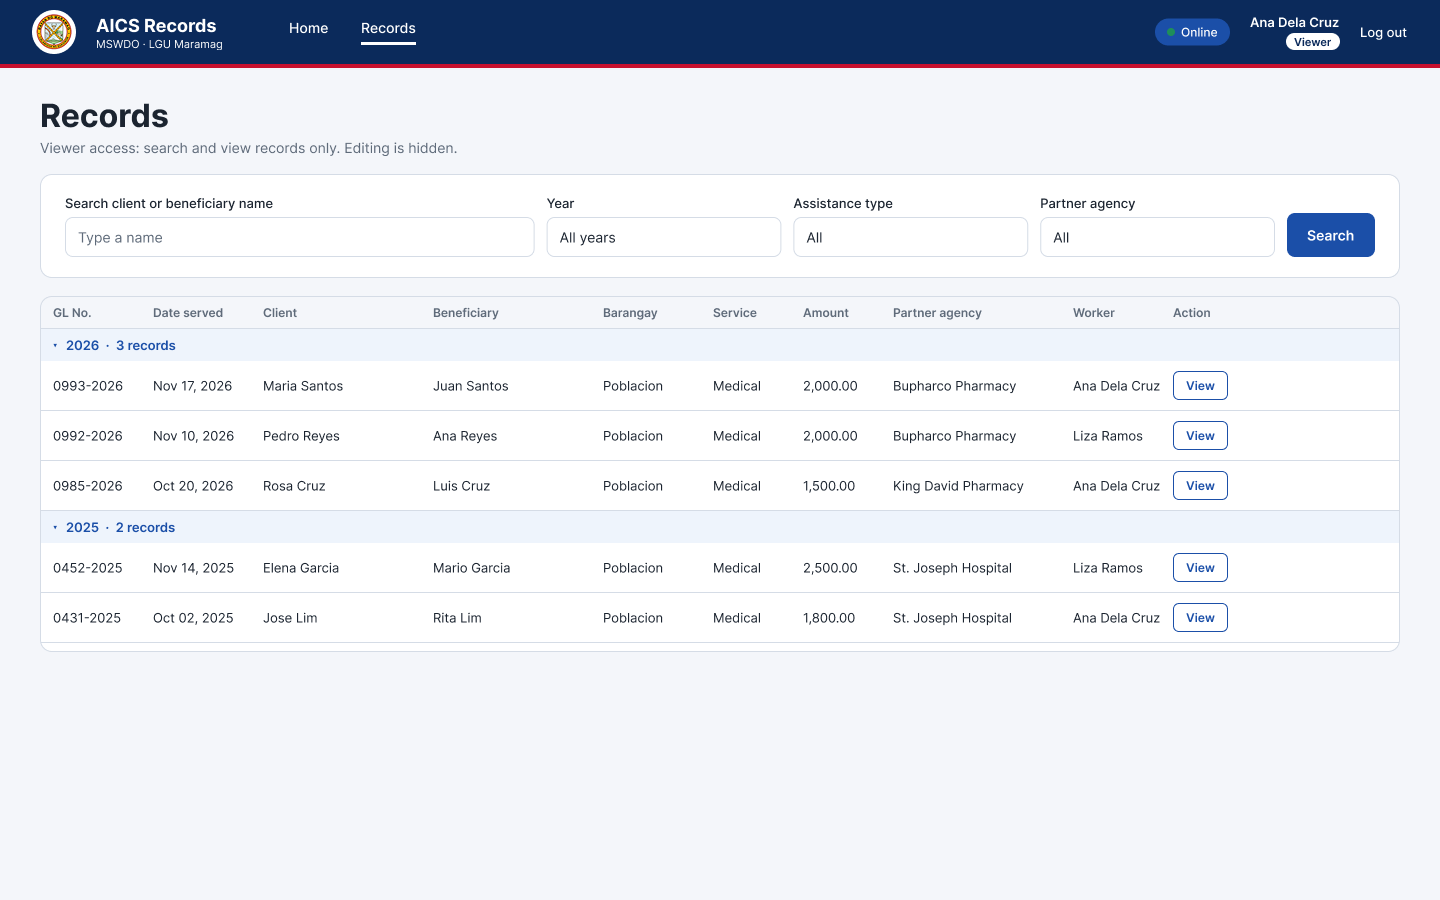 AICS Records
MSWDO · LGU Maramag
Home
Records
Online
Ana Dela Cruz
Viewer
Log out
Records
Viewer access: search and view records only. Editing is hidden.
Search client or beneficiary name
Year
Assistance type
Partner agency
Type a name
All years
All
All
Search
GL No. Date served Client Beneficiary Barangay Service Amount Partner agency Worker Action
2026 · 3 records
0993-2026 Nov 17, 2026 Maria Santos Juan Santos Poblacion Medical 2,000.00 Bupharco Pharmacy Ana Dela Cruz View
0992-2026 Nov 10, 2026 Pedro Reyes Ana Reyes Poblacion Medical 2,000.00 Bupharco Pharmacy Liza Ramos View
0985-2026 Oct 20, 2026 Rosa Cruz Luis Cruz Poblacion Medical 1,500.00 King David Pharmacy Ana Dela Cruz View
2025 · 2 records
0452-2025 Nov 14, 2025 Elena Garcia Mario Garcia Poblacion Medical 2,500.00 St. Joseph Hospital Liza Ramos View
0431-2025 Oct 02, 2025 Jose Lim Rita Lim Poblacion Medical 1,800.00 St. Joseph Hospital Ana Dela Cruz View